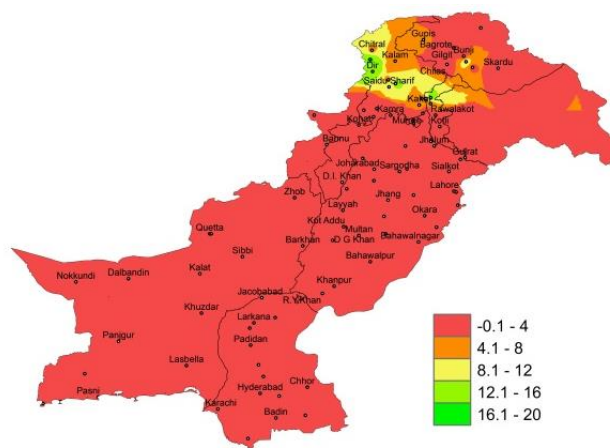 Chitral
Gupis
Bagrote
Kalam
Gilgit
Bunji
Skardu
Dir
Chilas
Saidu Sharif
Kakul
Kamra
Rawalakot
Kohat
Kotli
Bannu
Jhelum
Gujrat
Joharabad
Sargodha
Sialkot
D.I. Khan
Zhob
Jhang
Lahore
Layyah
Okara
Kot Addu
Quetta
Multan
Barkhan
D G Khan
Bahawalnagar
Sibbi
Bahawalpur
Nokkundi
Dalbandin
Kalat
Khanpur
Jacobabad
R.Y.Khan
Khuzdar
Larkana
Panjgur
Padidan
Lasbella
Pasni
Hyderabad
Chhor
Karachi
Badin
-0.1 - 4
4.1 - 8
8.1 - 12
12.1 - 16
16.1 - 20